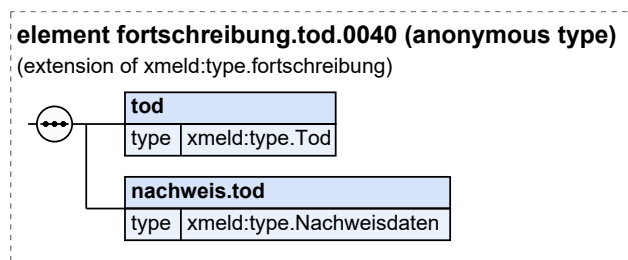 element fortschreibung.tod.0040 (anonymous type)
(extension of xmeld:type.fortschreibung)
tod
type xmeld:type.Tod
nachweis.tod
type xmeld:type.Nachweisdaten